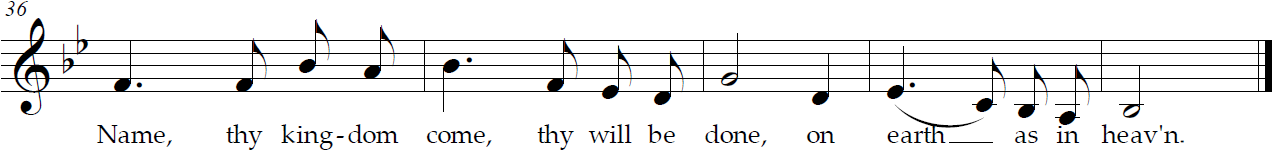 36
Name, thy king-dom come, thy will be done, on earth as in heav'n.